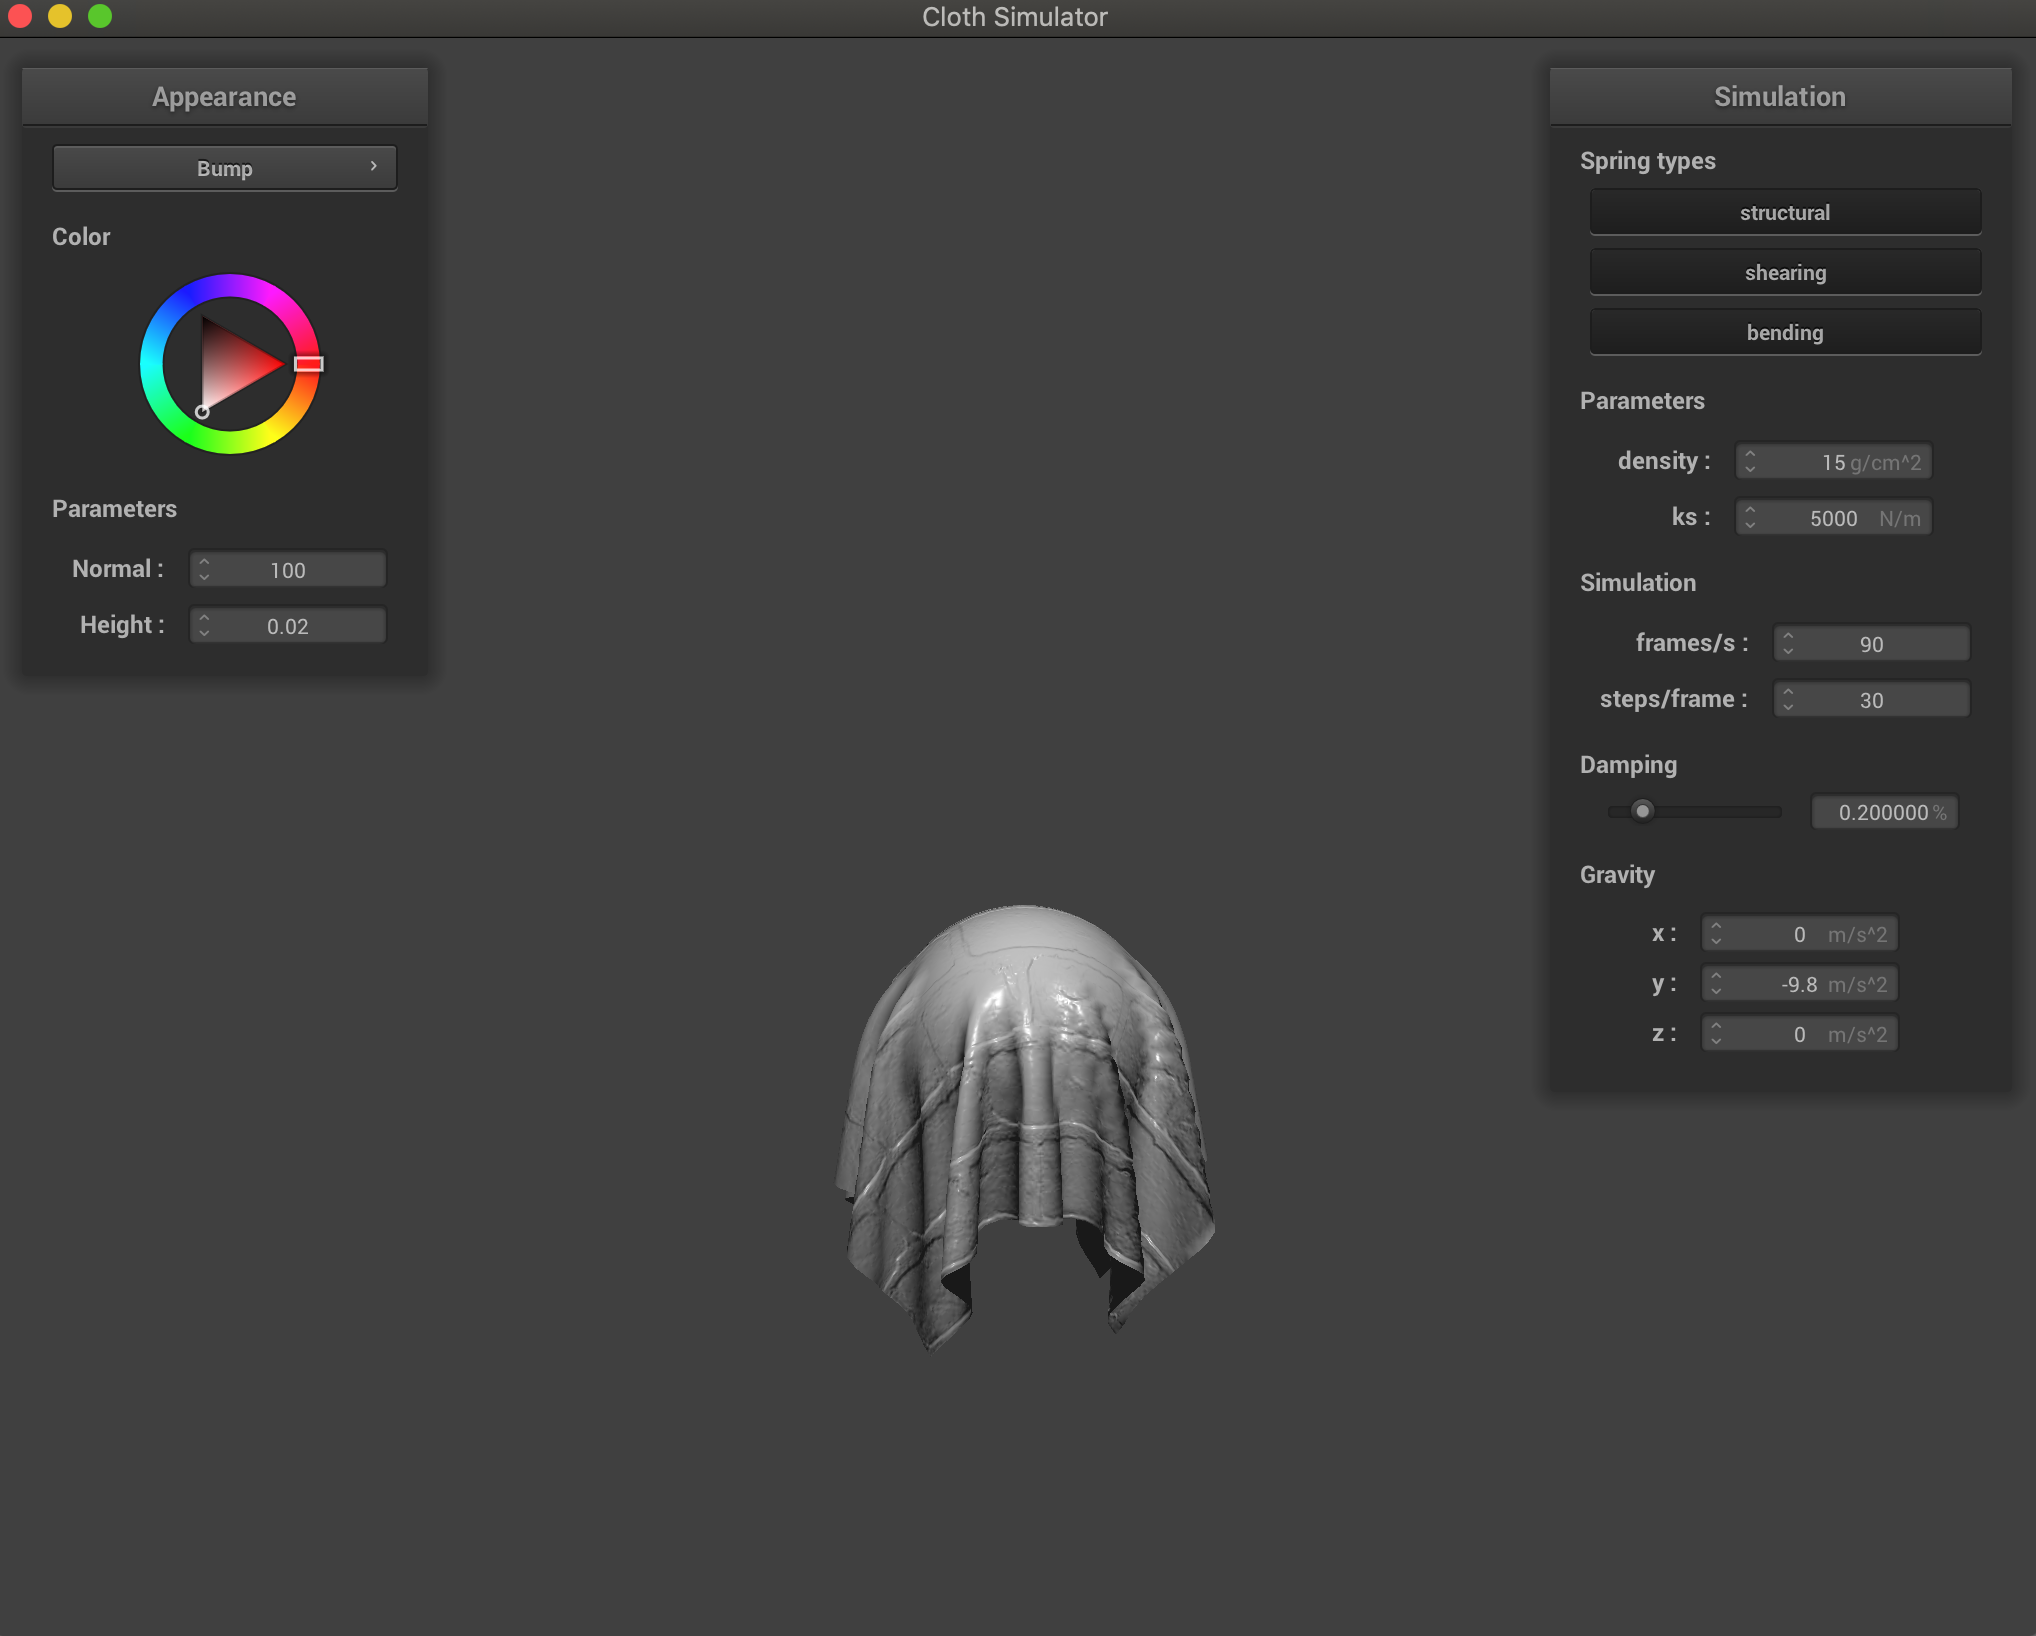 Cloth Simulator
Appearance
Bump
Color
Parameters
Normal : 100
Height : 0.02
Simulation
Spring types
structural
shearing
bending
Parameters
density : 15 g/cm^2
ks : 5000 N/m
Simulation
frames/s : 90
steps/frame : 30
Damping
0.200000 %
Gravity
x : 0 m/s^2
y : -9.8 m/s^2
z : 0 m/s^2